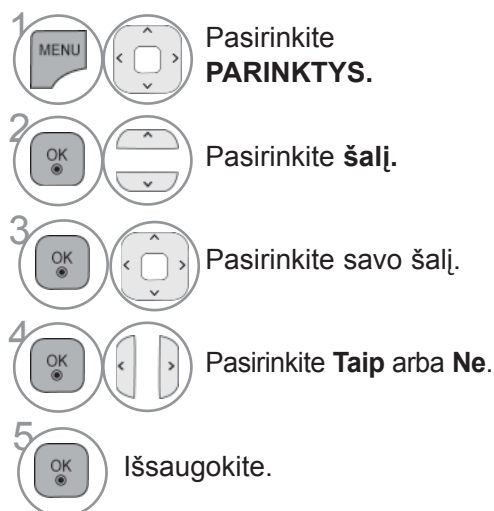 1
MENU
Pasirinkite
PARINKTYS.
2
OK
Pasirinkite šalį.
3
OK
Pasirinkite savo šalį.
4
OK
Pasirinkite Taip arba Ne.
5
OK
Išsaugokite.